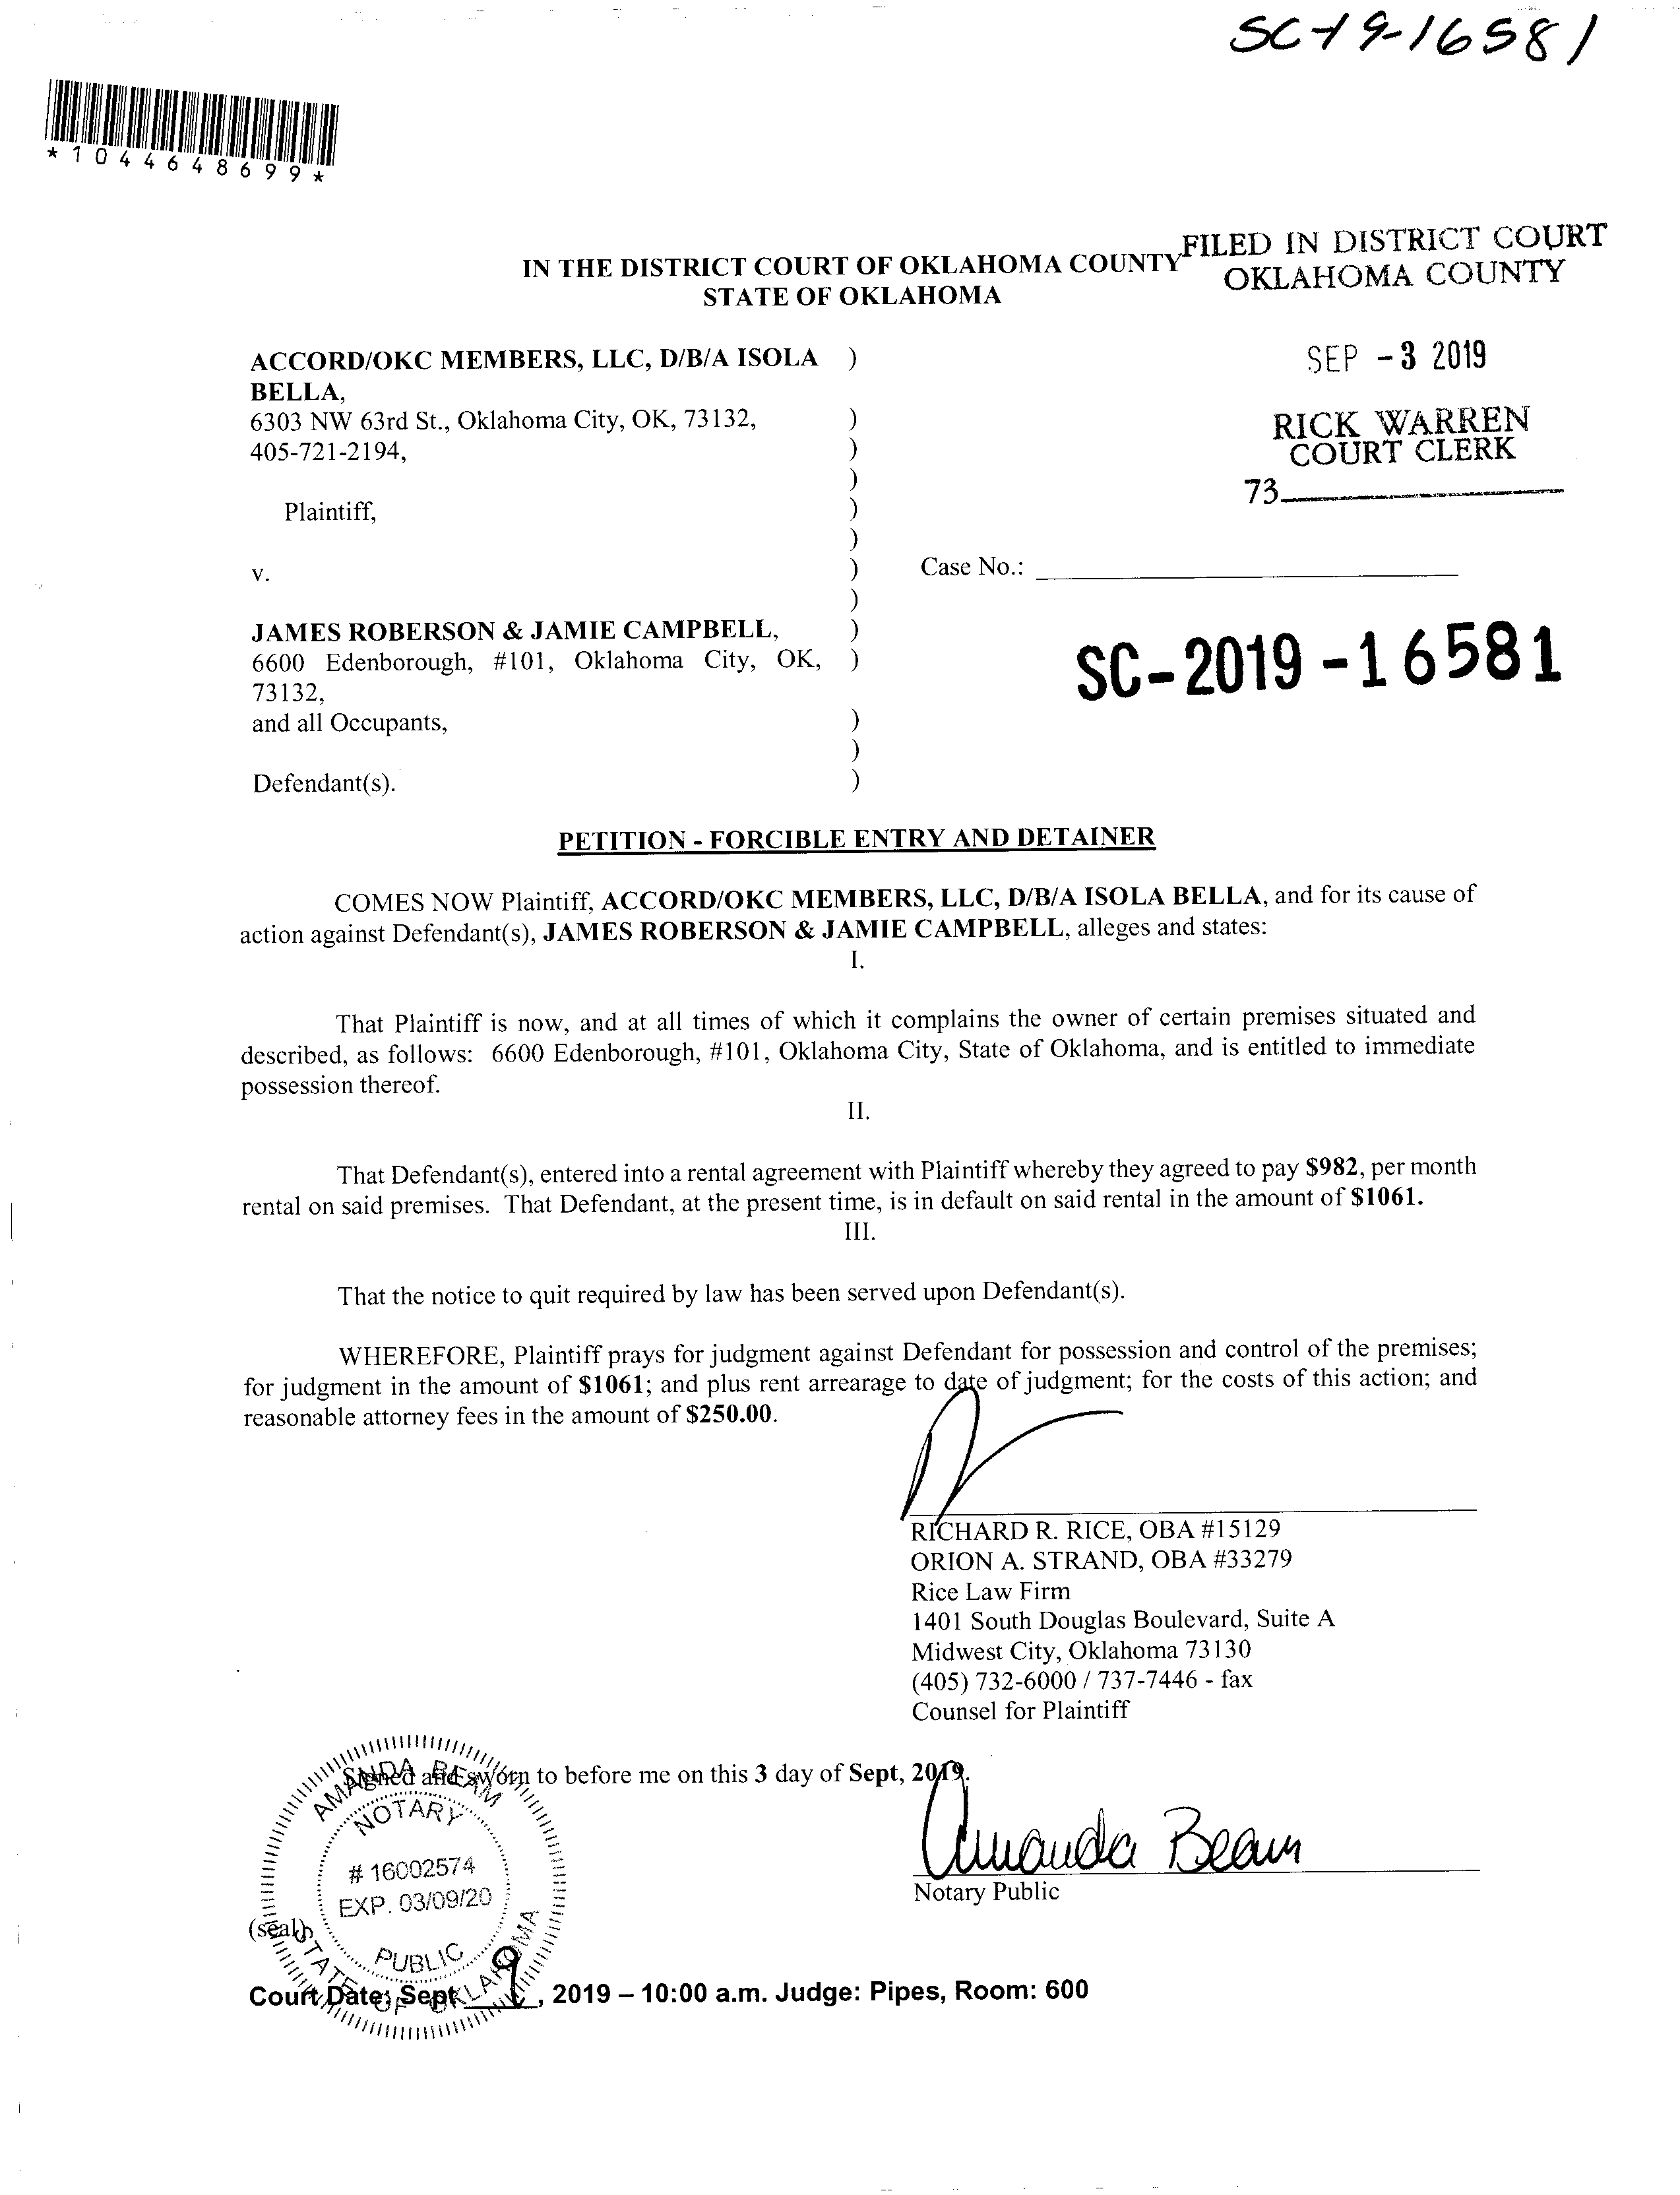 SC-19-16581
*1044648699*
IN THE DISTRICT COURT OF OKLAHOMA COUNTY
STATE OF OKLAHOMA
FILED IN DISTRICT COURT
OKLAHOMA COUNTY
SEP -3 2019
RICK WARREN
COURT CLERK
73
ACCORD/OKC MEMBERS, LLC, D/B/A ISOLA )
BELLA,
6303 NW 63rd St., Oklahoma City, OK, 73132, )
405-721-2194, )
)
Plaintiff, )
)
v. )
)
Case No.:
JAMES ROBERSON & JAMIE CAMPBELL, )
6600 Edenborough, #101, Oklahoma City, OK, )
73132,
and all Occupants, )
)
Defendant(s). )
SC-2019-16581
PETITION - FORCIBLE ENTRY AND DETAINER
COMES NOW Plaintiff, ACCORD/OKC MEMBERS, LLC, D/B/A ISOLA BELLA, and for its cause of
action against Defendant(s), JAMES ROBERSON & JAMIE CAMPBELL, alleges and states:
I.
That Plaintiff is now, and at all times of which it complains the owner of certain premises situated and
described, as follows: 6600 Edenborough, #101, Oklahoma City, State of Oklahoma, and is entitled to immediate
possession thereof.
II.
That Defendant(s), entered into a rental agreement with Plaintiff whereby they agreed to pay $982, per month
rental on said premises. That Defendant, at the present time, is in default on said rental in the amount of $1061.
III.
That the notice to quit required by law has been served upon Defendant(s).
WHEREFORE, Plaintiff prays for judgment against Defendant for possession and control of the premises;
for judgment in the amount of $1061; and plus rent arrearage to date of judgment; for the costs of this action; and
reasonable attorney fees in the amount of $250.00.
RICHARD R. RICE, OBA #15129
ORION A. STRAND, OBA #33279
Rice Law Firm
1401 South Douglas Boulevard, Suite A
Midwest City, Oklahoma 73130
(405) 732-6000 / 737-7446 - fax
Counsel for Plaintiff
Signed and sworn to before me on this 3 day of Sept, 2019.
Amanda Beam
Notary Public
AMANDA BEAM
NOTARY
# 16002574
EXP. 03/09/20
PUBLIC
STATE OF OKLAHOMA
(seal)
Court Date: Sept 9, 2019 – 10:00 a.m. Judge: Pipes, Room: 600